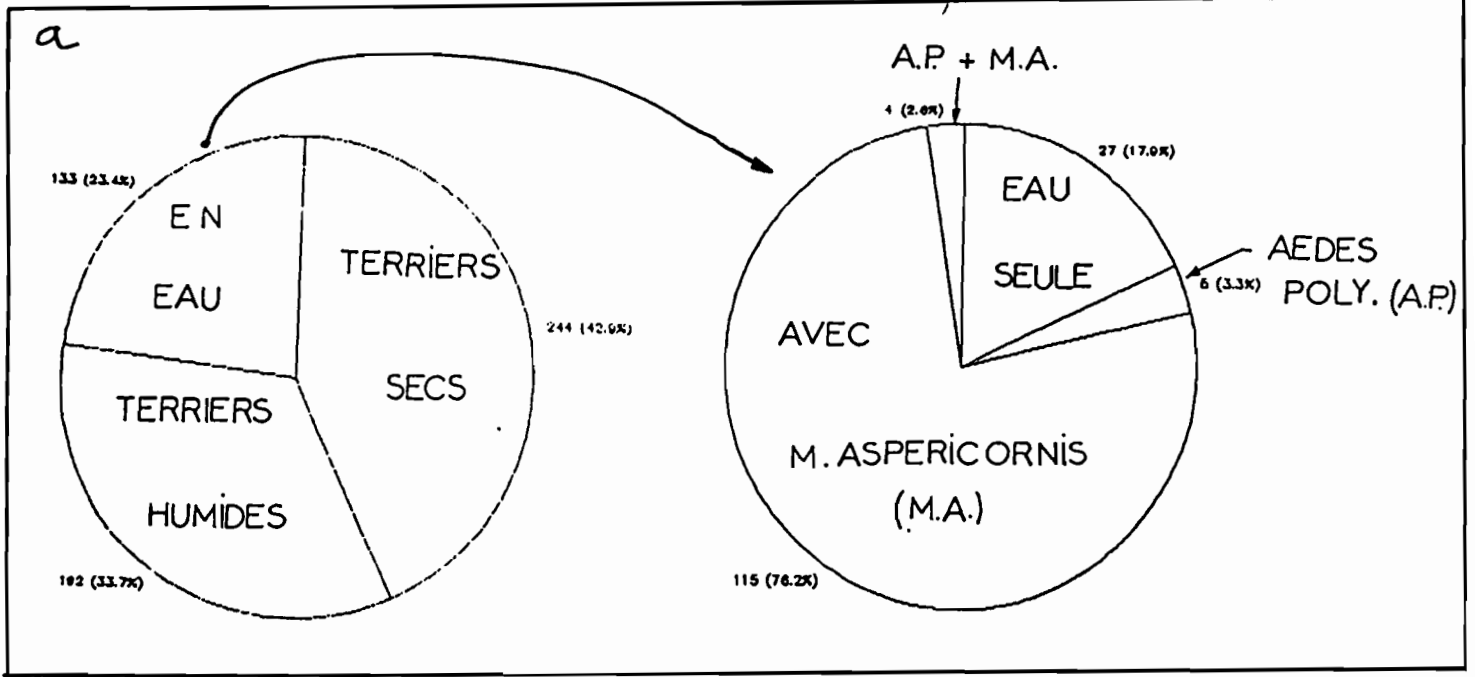 a
133 (23.4%)
EN
EAU
TERRIERS
SECS
244 (42.9%)
TERRIERS
HUMIDES
192 (33.7%)
A.P. + M.A.
4 (2.6%)
27 (17.9%)
EAU
SEULE
AEDES
POLY. (A.P.)
(3.3%)
AVEC
M. ASPERICORNIS
(M.A.)
115 (76.2%)